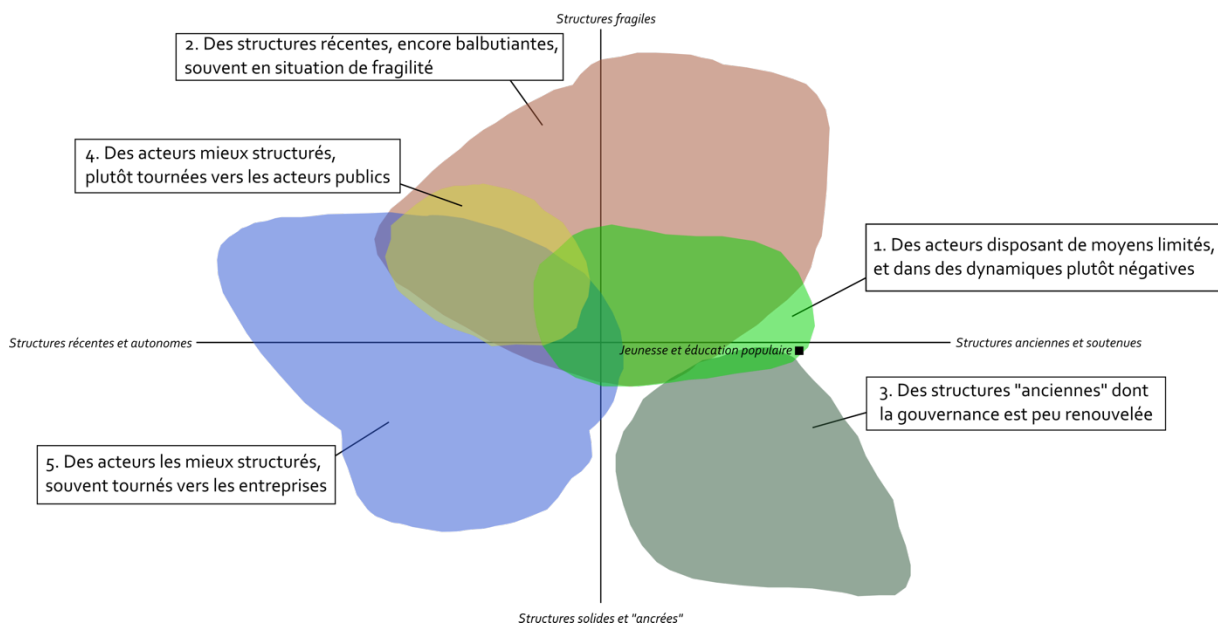 Structures fragiles
2. Des structures récentes, encore balbutiantes,
souvent en situation de fragilité
4. Des acteurs mieux structurés,
plutôt tournées vers les acteurs publics
1. Des acteurs disposant de moyens limités,
et dans des dynamiques plutôt négatives
Structures récentes et autonomes
Jeunesse et éducation populaire
Structures anciennes et soutenues
3. Des structures "anciennes" dont
la gouvernance est peu renouvelée
5. Des acteurs les mieux structurés,
souvent tournés vers les entreprises
Structures solides et "ancrées"